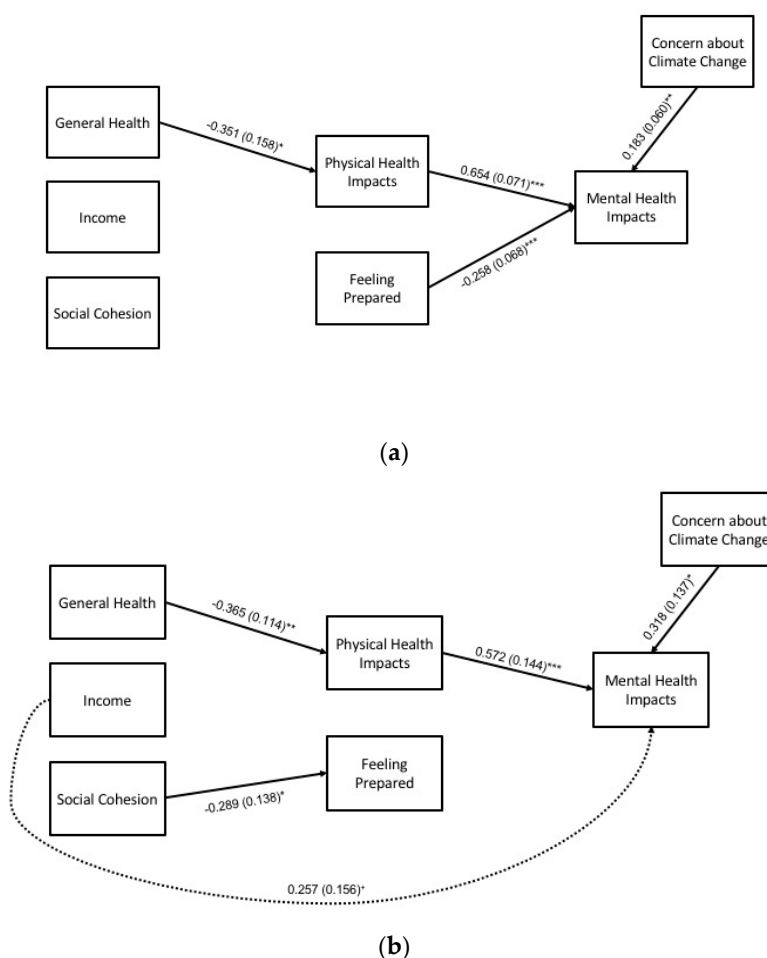 Concern about
Climate Change
General Health
-0.351 (0.158)*
0.183 (0.060)**
Physical Health
Impacts
0.654 (0.071)***
Mental Health
Impacts
Income
Feeling
Prepared
-0.258 (0.068)***
Social Cohesion
(a)
Concern about
Climate Change
General Health
-0.365 (0.114)**
0.318 (0.137)*
Physical Health
Impacts
0.572 (0.144)***
Mental Health
Impacts
Income
Feeling
Prepared
Social Cohesion
-0.289 (0.138)*
0.257 (0.156)+
(b)